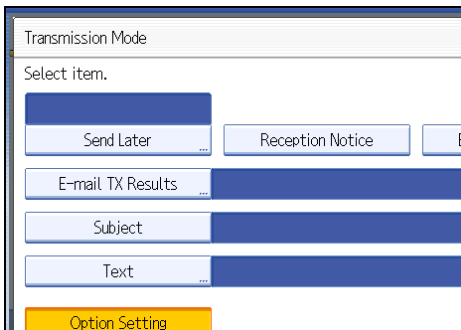 Transmission Mode
Select item.
Send Later
Reception Notice
E-mail TX Results
Subject
Text
Option Setting